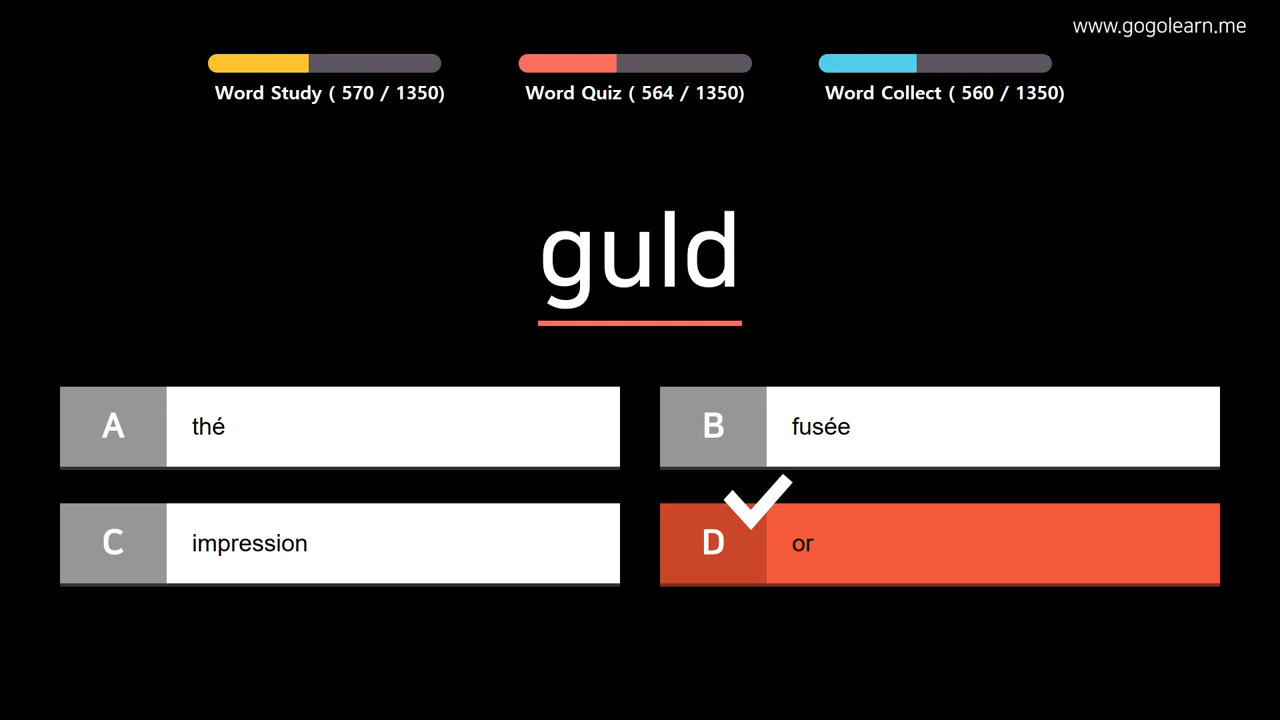 www.gogolearn.me
Word Study ( 570 / 1350)
Word Quiz ( 564 / 1350)
Word Collect ( 560 / 1350)
guld
A thé
B fusée
C impression
D or